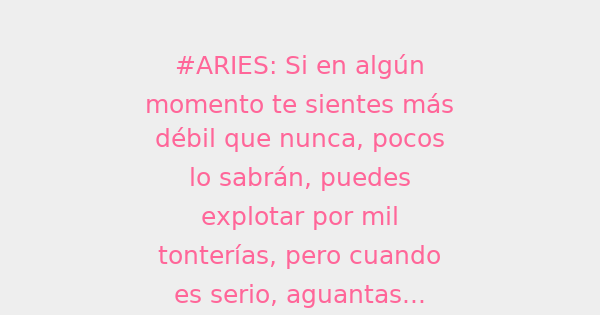 #ARIES: Si en algún
momento te sientes más
débil que nunca, pocos
lo sabrán, puedes
explotar por mil
tonterías, pero cuando
es serio, aguantas...